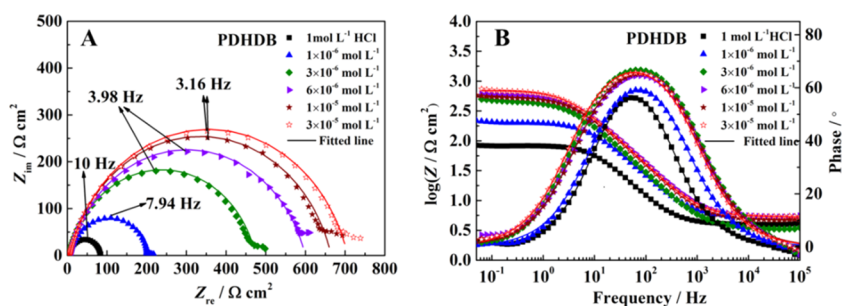 A
PDHDB
1mol L⁻¹ HCl
1×10⁻⁶ mol L⁻¹
3×10⁻⁶ mol L⁻¹
6×10⁻⁶ mol L⁻¹
1×10⁻⁵ mol L⁻¹
3×10⁻⁵ mol L⁻¹
Fitted line
3.16 Hz
3.98 Hz
10 Hz
7.94 Hz
500
400
300
200
100
0
0 100 200 300 400 500 600 700 800
Z_im / Ω cm²
Z_re / Ω cm²
B
PDHDB
1 mol L⁻¹HCl
1×10⁻⁶ mol L⁻¹
3×10⁻⁶ mol L⁻¹
6×10⁻⁶ mol L⁻¹
1×10⁻⁵ mol L⁻¹
3×10⁻⁵ mol L⁻¹
Fitted line
4.0
3.5
3.0
2.5
2.0
1.5
1.0
0.5
0.0
log(Z / Ω cm²)
10⁻¹ 10⁰ 10¹ 10² 10³ 10⁴ 10⁵
Frequency / Hz
80
60
40
20
0
Phase / °